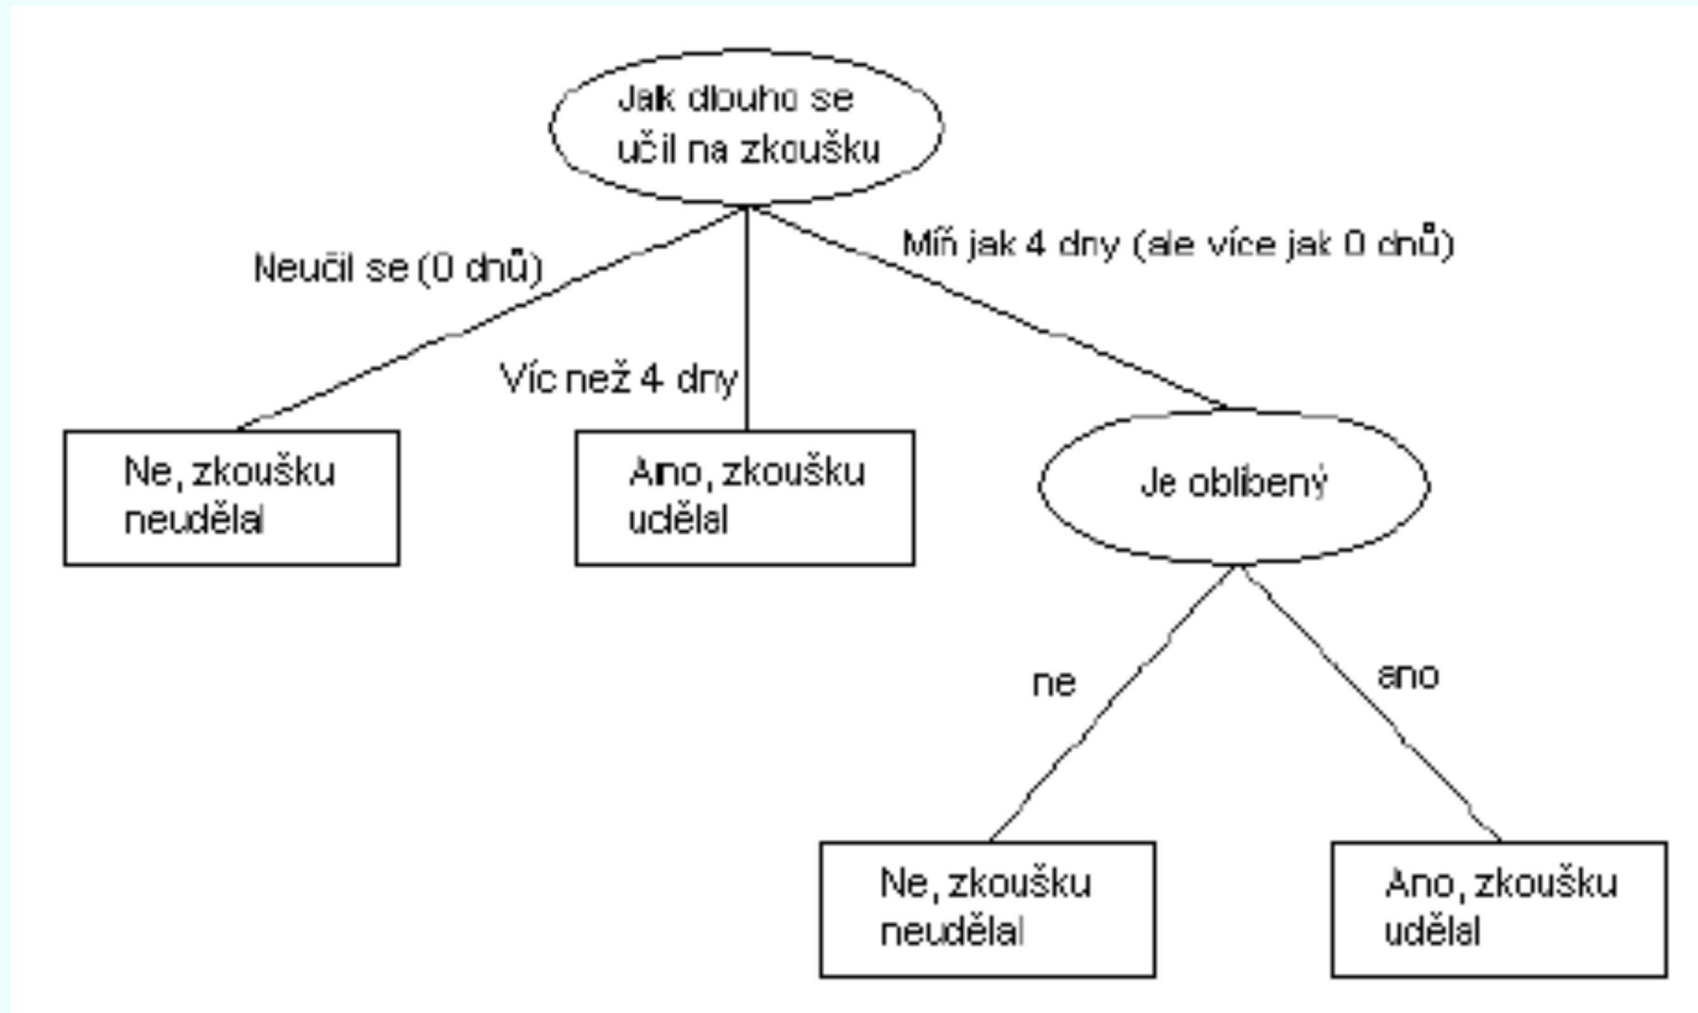 Jak dlouho se
učil na zkoušku
Neučil se (0 dnů)
Víc než 4 dny
Míň jak 4 dny (ale více jak 0 dnů)
Ne, zkoušku
neudělal
Ano, zkoušku
udělal
Je oblíbený
ne
ano
Ne, zkoušku
neudělal
Ano, zkoušku
udělal